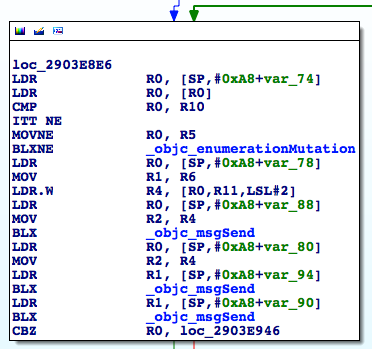 loc_2903E8E6
LDR R0, [SP,#0xA8+var_74]
LDR R0, [R0]
CMP R0, R10
ITT NE
MOVNE R0, R5
BLXNE _objc_enumerationMutation
LDR R0, [SP,#0xA8+var_78]
MOV R1, R6
LDR.W R4, [R0,R11,LSL#2]
LDR R0, [SP,#0xA8+var_88]
MOV R2, R4
BLX _objc_msgSend
LDR R0, [SP,#0xA8+var_80]
MOV R2, R4
LDR R1, [SP,#0xA8+var_94]
BLX _objc_msgSend
LDR R1, [SP,#0xA8+var_90]
BLX _objc_msgSend
CBZ R0, loc_2903E946